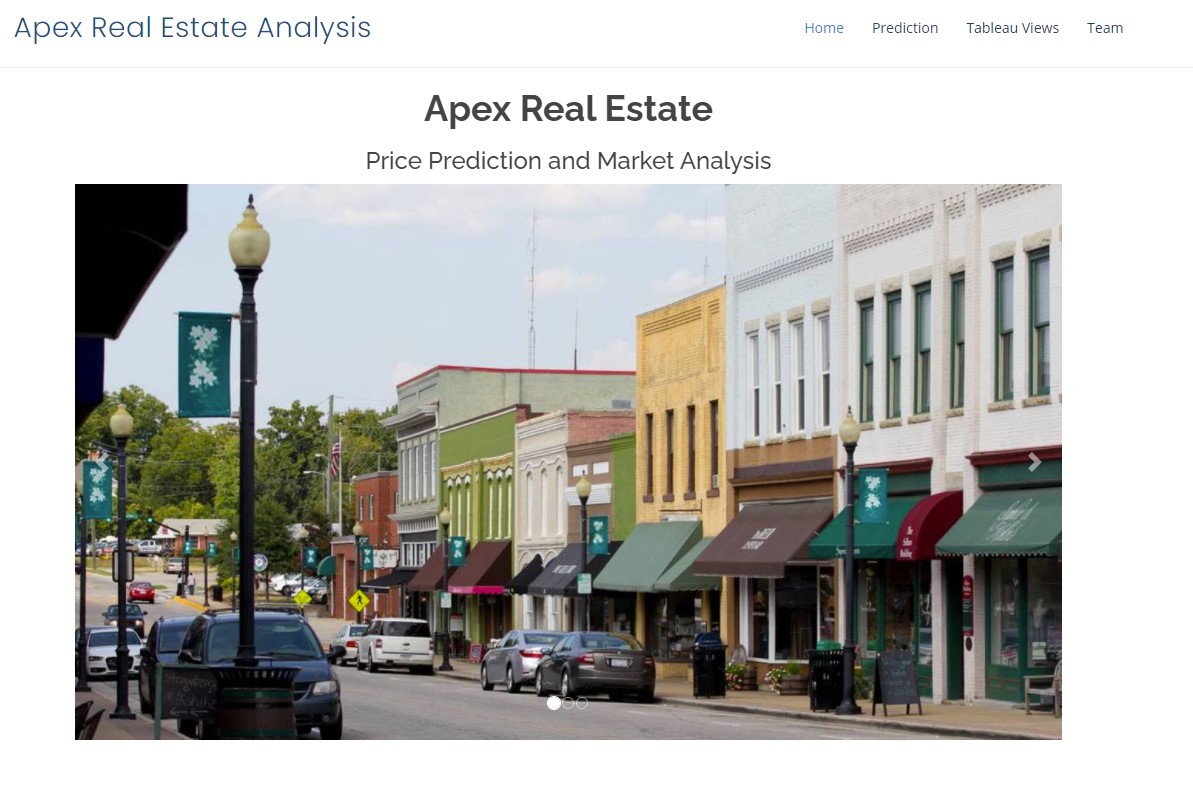 Apex Real Estate Analysis
Home Prediction Tableau Views Team
Apex Real Estate
Price Prediction and Market Analysis